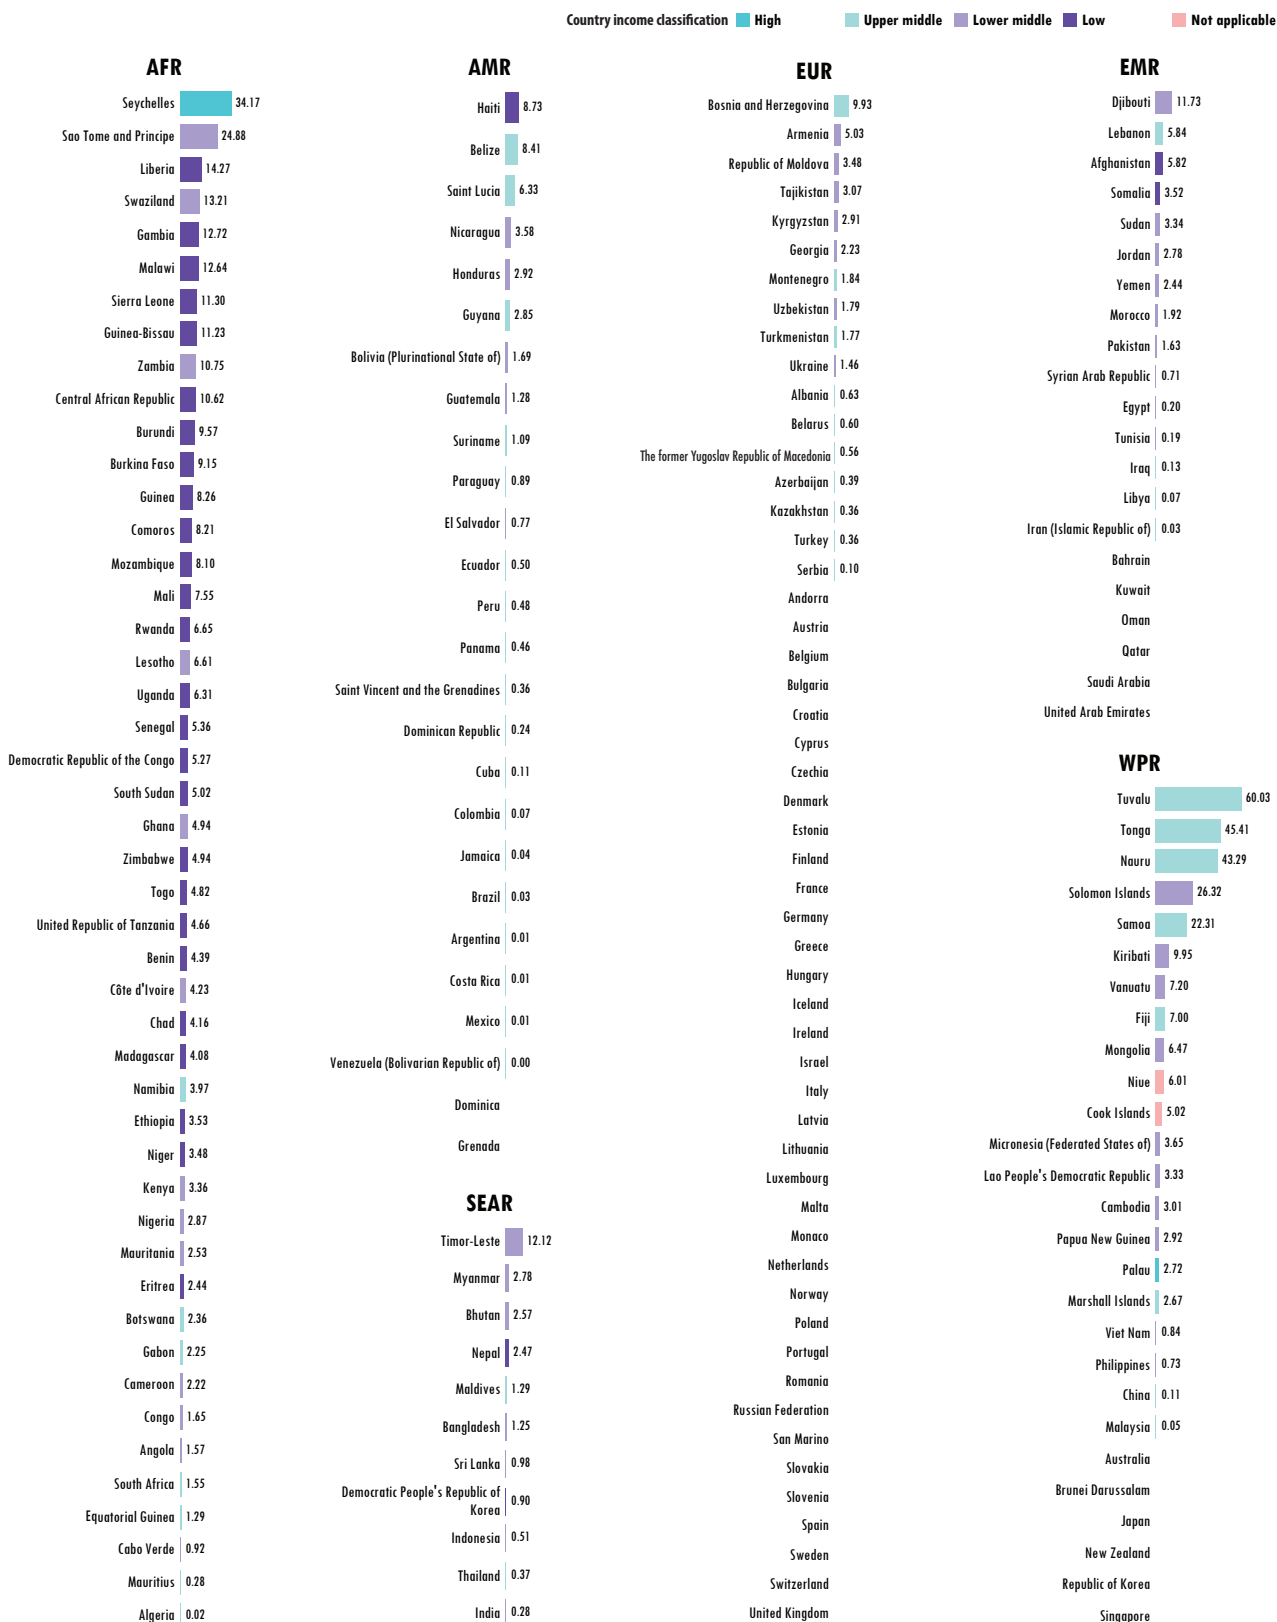 Country income classification High Upper middle Lower middle Low Not applicable
AFR
Seychelles 34.17
Sao Tome and Principe 24.88
Liberia 14.27
Swaziland 13.21
Gambia 12.72
Malawi 12.64
Sierra Leone 11.30
Guinea-Bissau 11.23
Zambia 10.75
Central African Republic 10.62
Burundi 9.57
Burkina Faso 9.15
Guinea 8.26
Comoros 8.21
Mozambique 8.10
Mali 7.55
Rwanda 6.65
Lesotho 6.61
Uganda 6.31
Senegal 5.36
Democratic Republic of the Congo 5.27
South Sudan 5.02
Ghana 4.94
Zimbabwe 4.94
Togo 4.82
United Republic of Tanzania 4.66
Benin 4.39
Côte d'Ivoire 4.23
Chad 4.16
Madagascar 4.08
Namibia 3.97
Ethiopia 3.53
Niger 3.48
Kenya 3.36
Nigeria 2.87
Mauritania 2.53
Eritrea 2.44
Botswana 2.36
Gabon 2.25
Cameroon 2.22
Congo 1.65
Angola 1.57
South Africa 1.55
Equatorial Guinea 1.29
Cabo Verde 0.92
Mauritius 0.28
Algeria 0.02
AMR
Haiti 8.73
Belize 8.41
Saint Lucia 6.33
Nicaragua 3.58
Honduras 2.92
Guyana 2.85
Bolivia (Plurinational State of) 1.69
Guatemala 1.28
Suriname 1.09
Paraguay 0.89
El Salvador 0.77
Ecuador 0.50
Peru 0.48
Panama 0.46
Saint Vincent and the Grenadines 0.36
Dominican Republic 0.24
Cuba 0.11
Colombia 0.07
Jamaica 0.04
Brazil 0.03
Argentina 0.01
Costa Rica 0.01
Mexico 0.01
Venezuela (Bolivarian Republic of) 0.00
Dominica
Grenada
SEAR
Timor-Leste 12.12
Myanmar 2.78
Bhutan 2.57
Nepal 2.47
Maldives 1.29
Bangladesh 1.25
Sri Lanka 0.98
Democratic People's Republic of
Korea 0.90
Indonesia 0.51
Thailand 0.37
India 0.28
EUR
Bosnia and Herzegovina 9.93
Armenia 5.03
Republic of Moldova 3.48
Tajikistan 3.07
Kyrgyzstan 2.91
Georgia 2.23
Montenegro 1.84
Uzbekistan 1.79
Turkmenistan 1.77
Ukraine 1.46
Albania 0.63
Belarus 0.60
The former Yugoslav Republic of Macedonia 0.56
Azerbaijan 0.39
Kazakhstan 0.36
Turkey 0.36
Serbia 0.10
Andorra
Austria
Belgium
Bulgaria
Croatia
Cyprus
Czechia
Denmark
Estonia
Finland
France
Germany
Greece
Hungary
Iceland
Ireland
Israel
Italy
Latvia
Lithuania
Luxembourg
Malta
Monaco
Netherlands
Norway
Poland
Portugal
Romania
Russian Federation
San Marino
Slovakia
Slovenia
Spain
Sweden
Switzerland
United Kingdom
EMR
Djibouti 11.73
Lebanon 5.84
Afghanistan 5.82
Somalia 3.52
Sudan 3.34
Jordan 2.78
Yemen 2.44
Morocco 1.92
Pakistan 1.63
Syrian Arab Republic 0.71
Egypt 0.20
Tunisia 0.19
Iraq 0.13
Libya 0.07
Iran (Islamic Republic of) 0.03
Bahrain
Kuwait
Oman
Qatar
Saudi Arabia
United Arab Emirates
WPR
Tuvalu 60.03
Tonga 45.41
Nauru 43.29
Solomon Islands 26.32
Samoa 22.31
Kiribati 9.95
Vanuatu 7.20
Fiji 7.00
Mongolia 6.47
Niue 6.01
Cook Islands 5.02
Micronesia (Federated States of) 3.65
Lao People's Democratic Republic 3.33
Cambodia 3.01
Papua New Guinea 2.92
Palau 2.72
Marshall Islands 2.67
Viet Nam 0.84
Philippines 0.73
China 0.11
Malaysia 0.05
Australia
Brunei Darussalam
Japan
New Zealand
Republic of Korea
Singapore